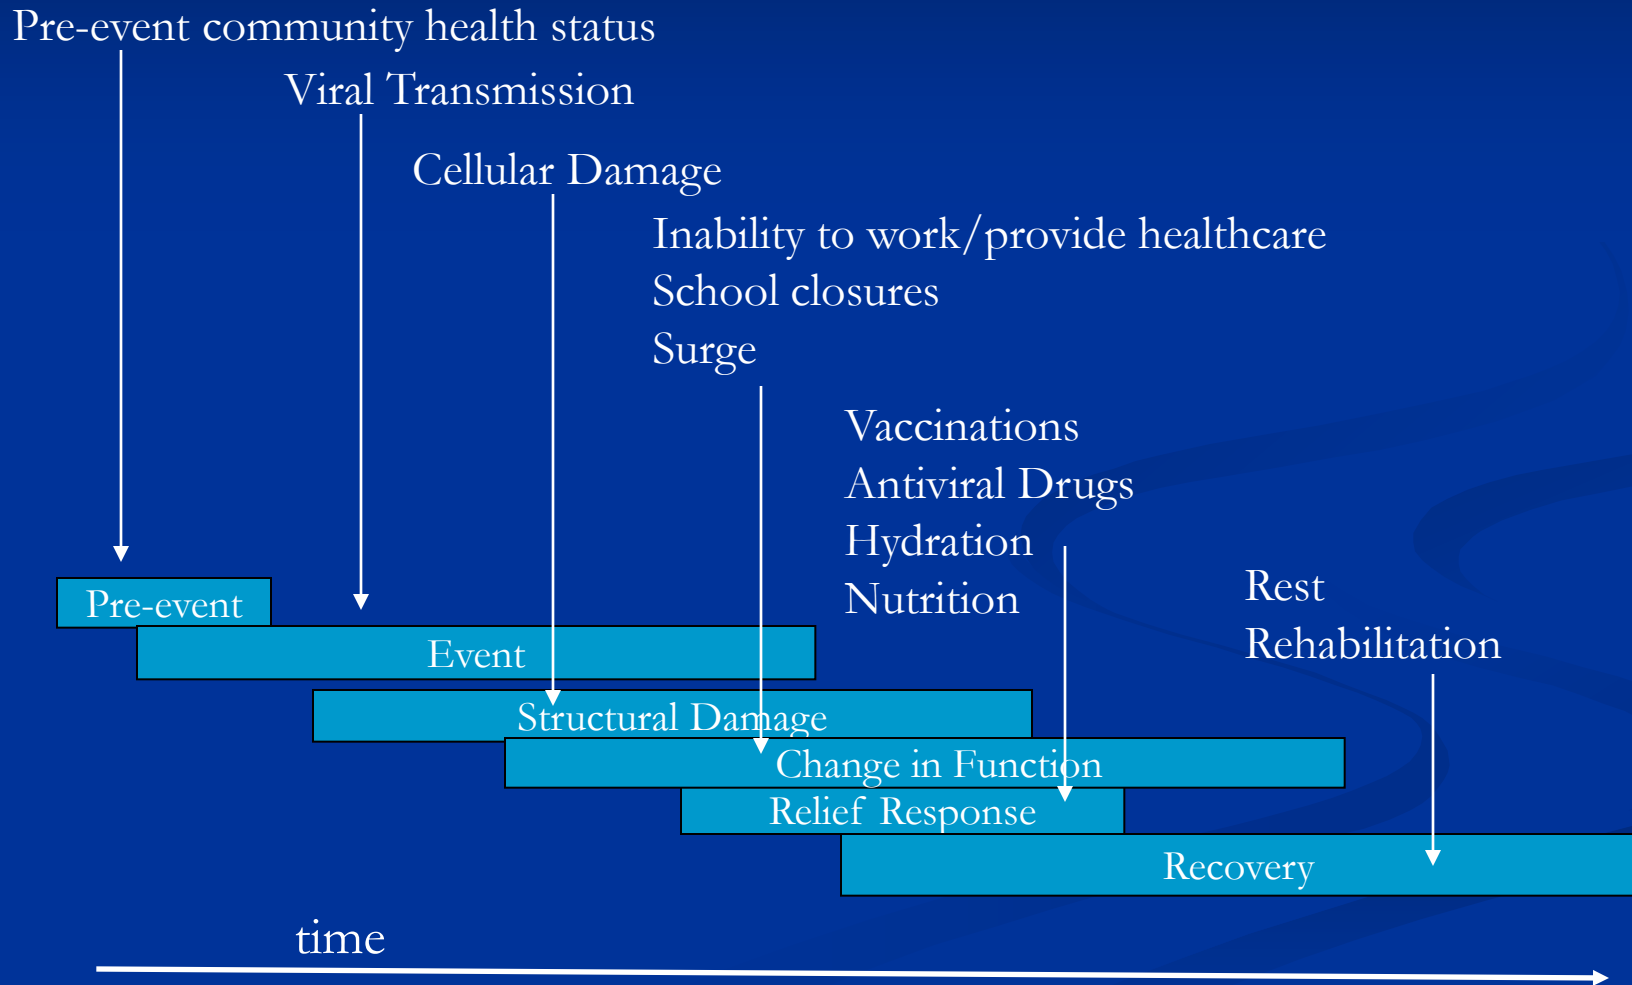 Pre-event community health status
Viral Transmission
Cellular Damage
Inability to work/provide healthcare
School closures
Surge
Vaccinations
Antiviral Drugs
Hydration
Nutrition
Rest
Rehabilitation
Pre-event
Event
Structural Damage
Change in Function
Relief Response
Recovery
time